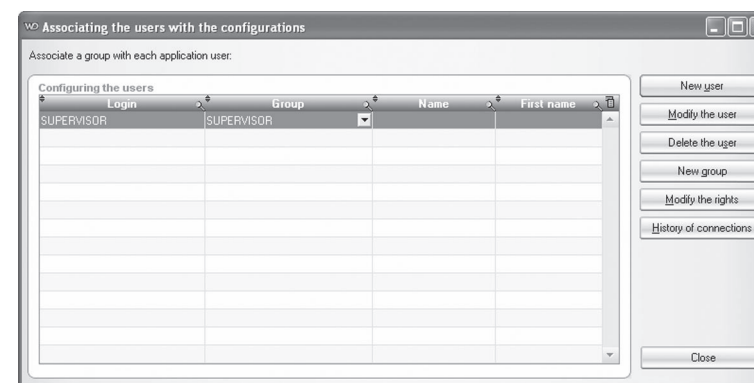 WD Associating the users with the configurations
Associate a group with each application user:
Configuring the users
Login Group Name First name
SUPERVISOR SUPERVISOR
New user
Modify the user
Delete the user
New group
Modify the rights
History of connections
Close